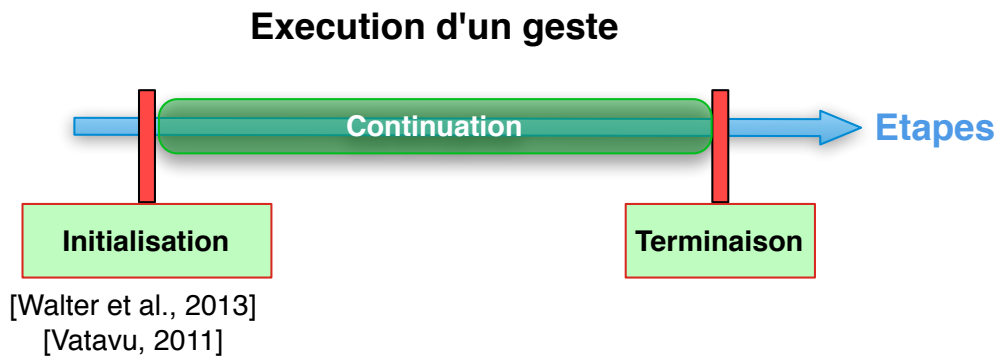 Execution d'un geste
Continuation
Etapes
Initialisation
Terminaison
[Walter et al., 2013]
[Vatavu, 2011]